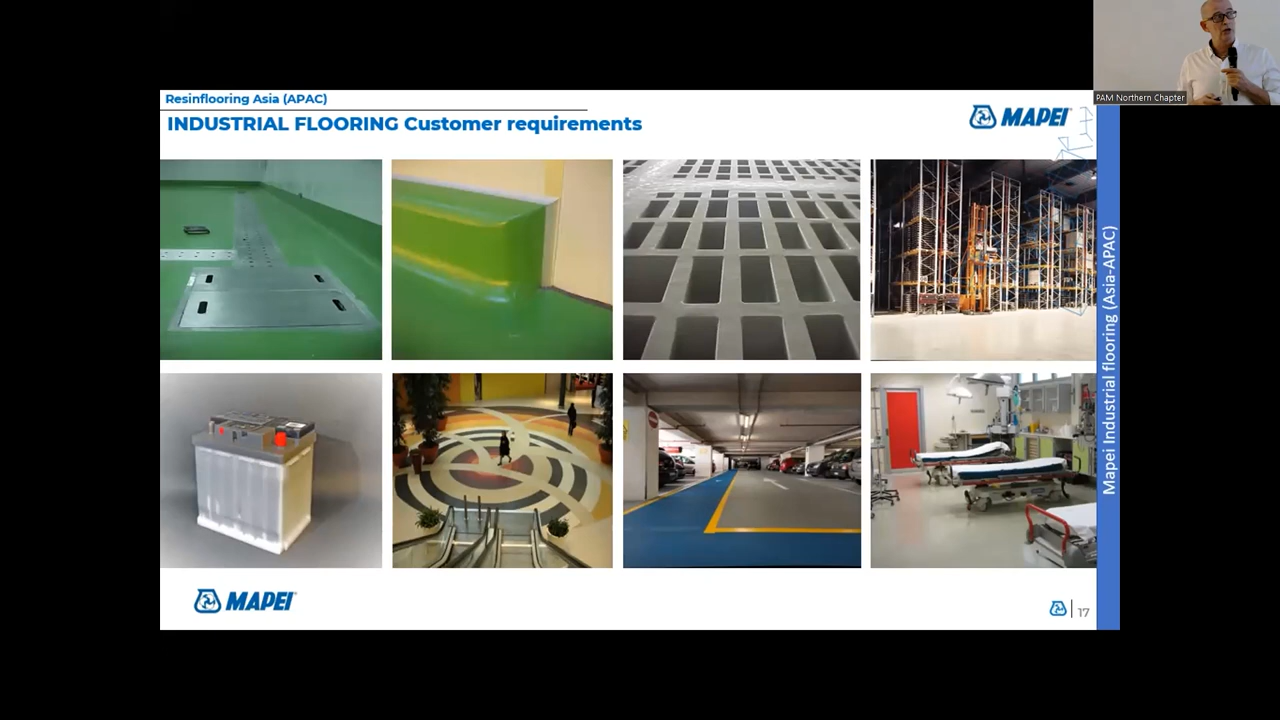 PAM Northern Chapter
Resinflooring Asia (APAC)
INDUSTRIAL FLOORING Customer requirements
MAPEI
Mapei Industrial flooring (Asia-APAC)
MAPEI
17